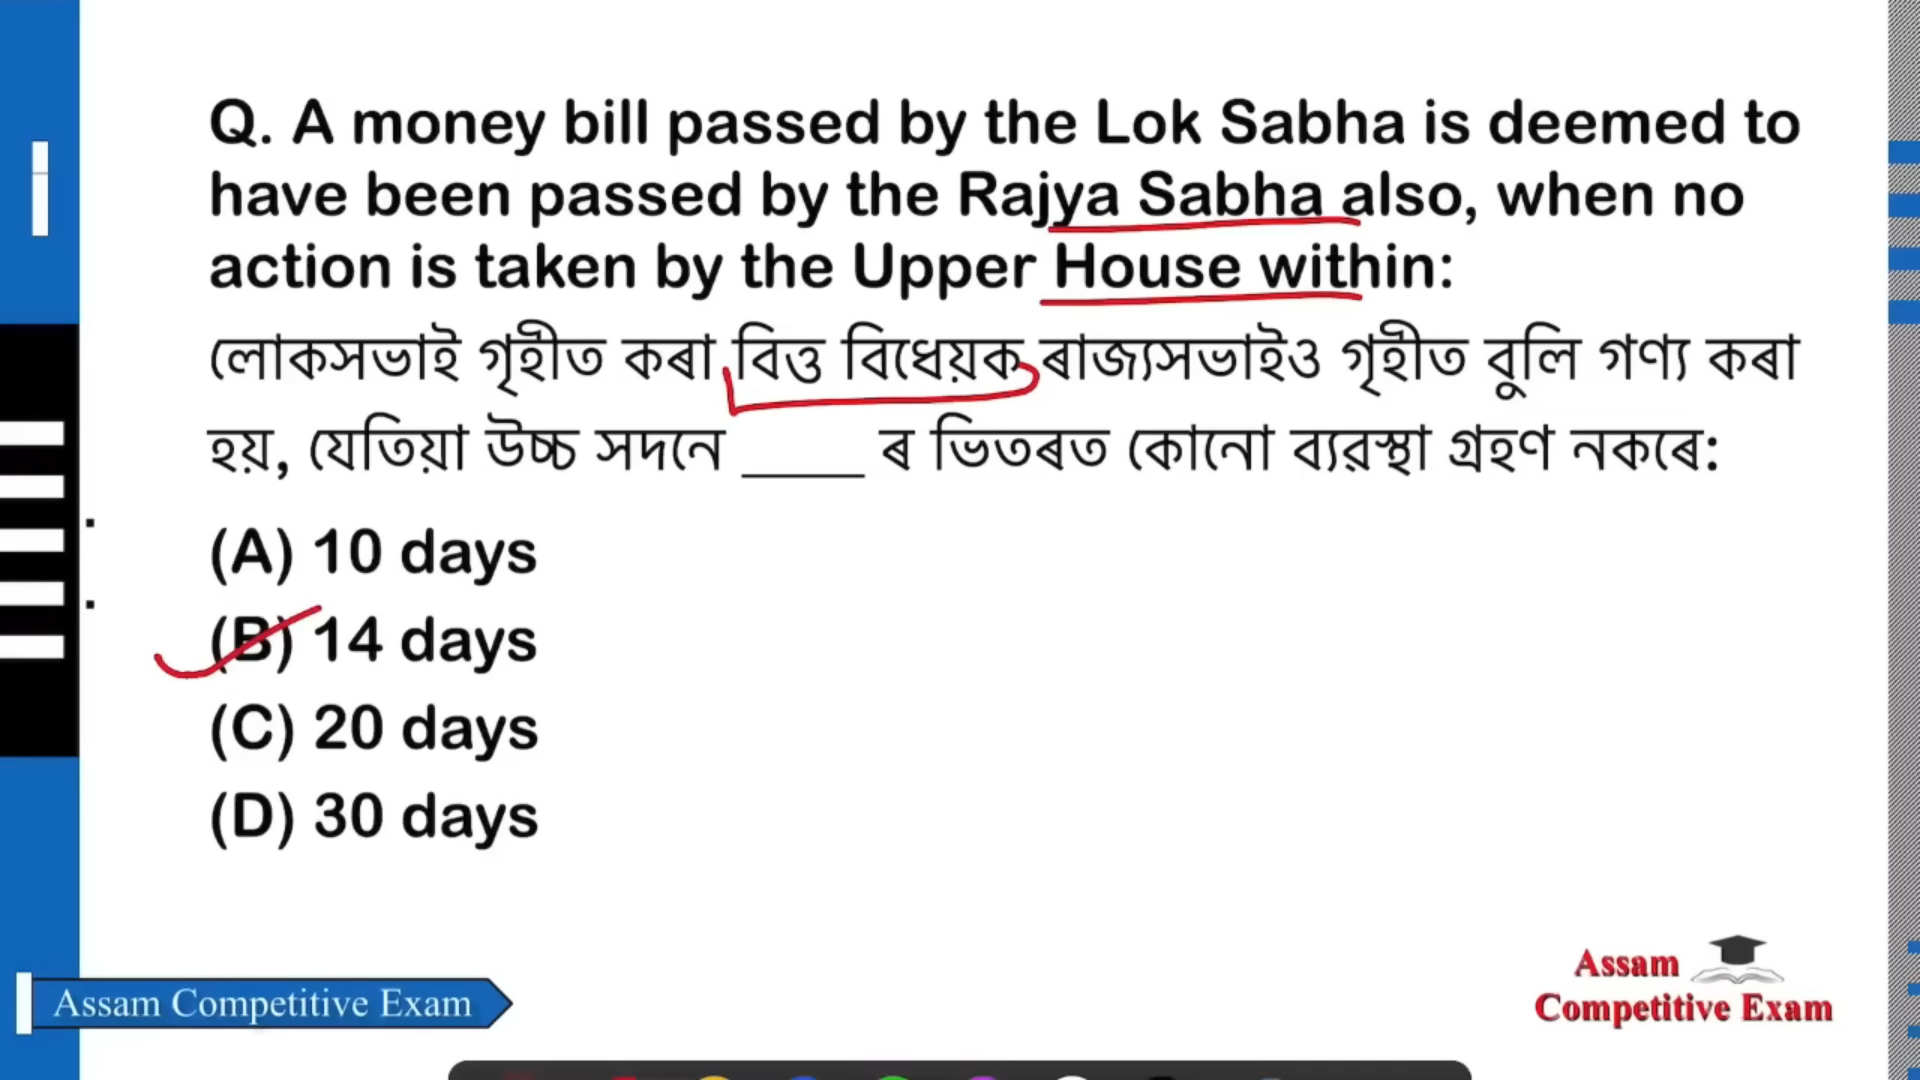 Q. A money bill passed by the Lok Sabha is deemed to
have been passed by the Rajya Sabha also, when no
action is taken by the Upper House within:
লোকসভাই গৃহীত কৰা বিত্ত বিধেয়ক ৰাজ্যসভাইও গৃহীত বুলি গণ্য কৰা
হয়, যেতিয়া উচ্চ সদনে ____ ৰ ভিতৰত কোনো ব্যৱস্থা গ্ৰহণ নকৰে:
(A) 10 days
(B) 14 days
(C) 20 days
(D) 30 days
Assam Competitive Exam
Assam
Competitive Exam